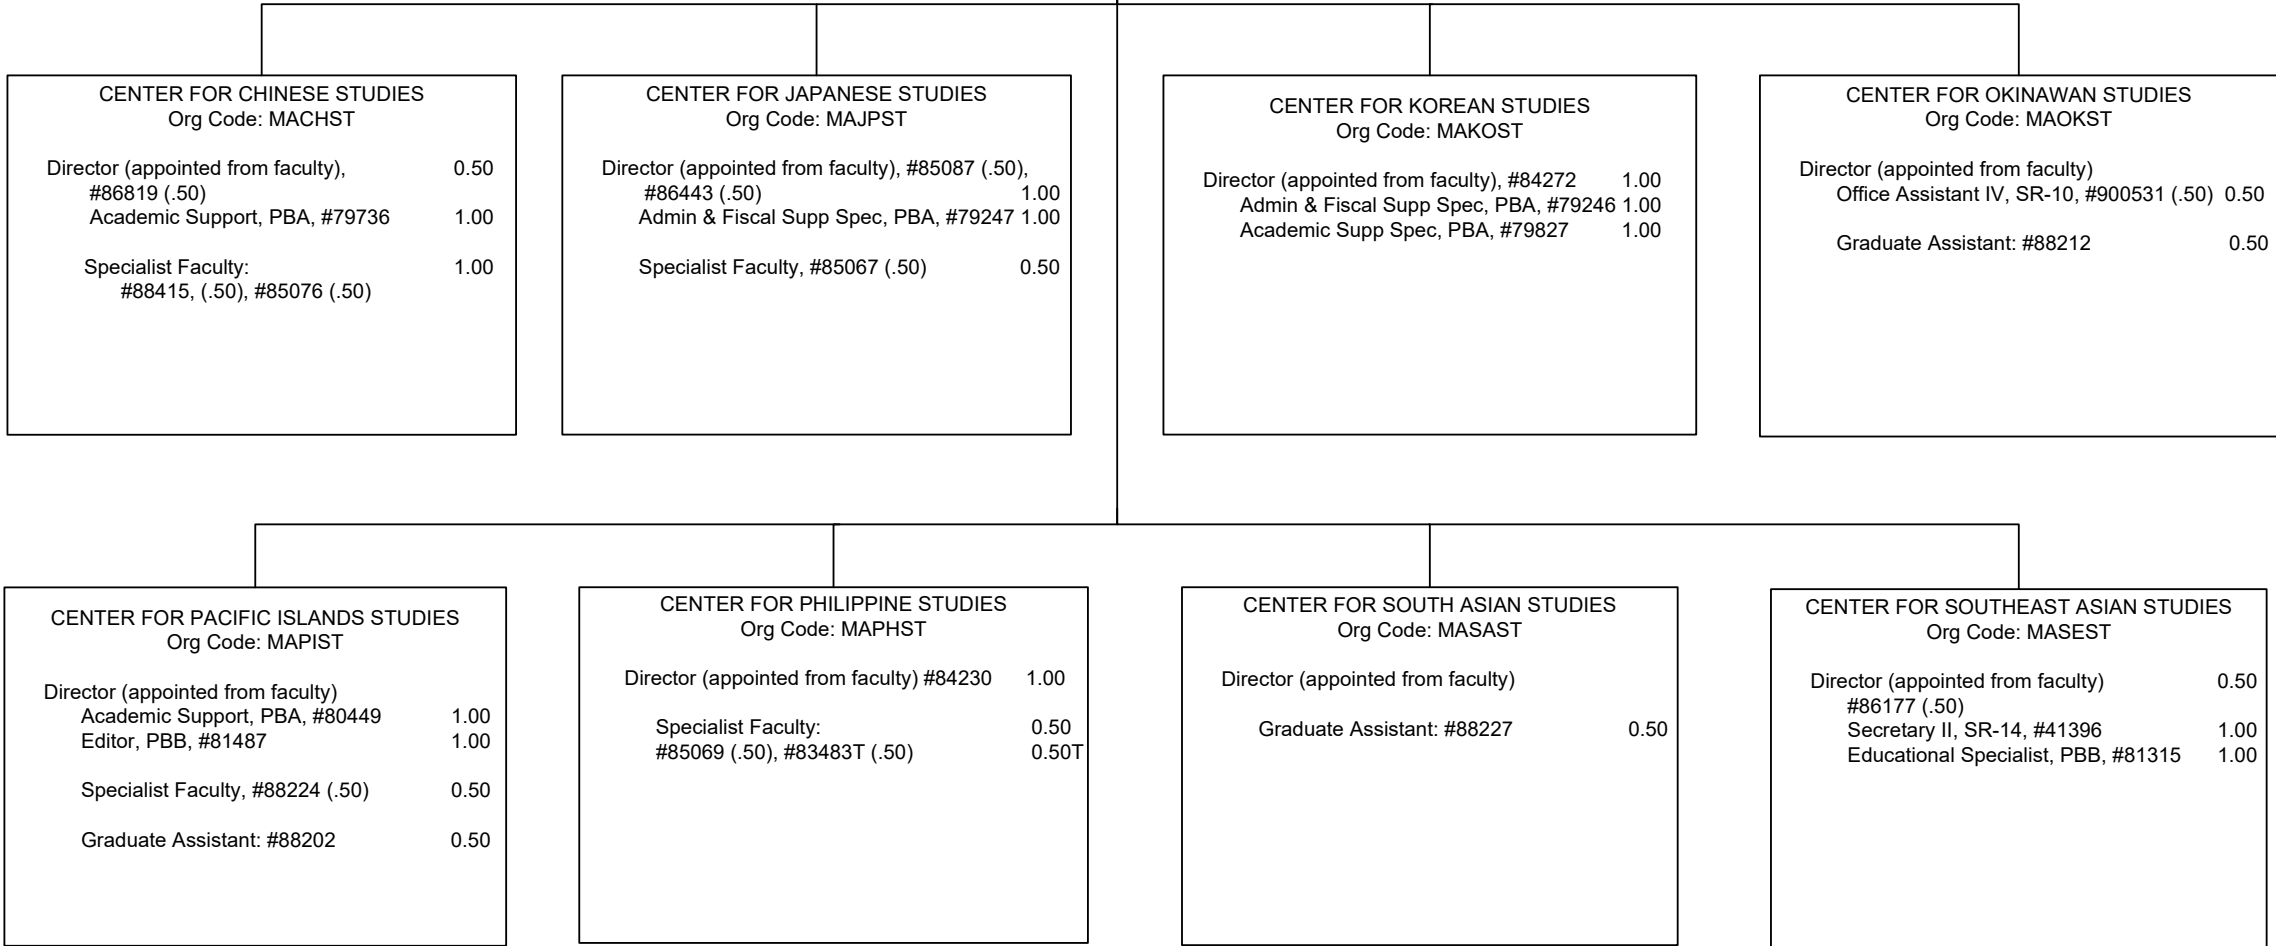 CENTER FOR CHINESE STUDIES
Org Code: MACHST
Director (appointed from faculty), 0.50
#86819 (.50)
Academic Support, PBA, #79736 1.00
Specialist Faculty: 1.00
#88415, (.50), #85076 (.50)
CENTER FOR JAPANESE STUDIES
Org Code: MAJPST
Director (appointed from faculty), #85087 (.50),
#86443 (.50) 1.00
Admin & Fiscal Supp Spec, PBA, #79247 1.00
Specialist Faculty, #85067 (.50) 0.50
CENTER FOR KOREAN STUDIES
Org Code: MAKOST
Director (appointed from faculty), #84272 1.00
Admin & Fiscal Supp Spec, PBA, #79246 1.00
Academic Supp Spec, PBA, #79827 1.00
CENTER FOR OKINAWAN STUDIES
Org Code: MAOKST
Director (appointed from faculty)
Office Assistant IV, SR-10, #900531 (.50) 0.50
Graduate Assistant: #88212 0.50
CENTER FOR PACIFIC ISLANDS STUDIES
Org Code: MAPIST
Director (appointed from faculty)
Academic Support, PBA, #80449 1.00
Editor, PBB, #81487 1.00
Specialist Faculty, #88224 (.50) 0.50
Graduate Assistant: #88202 0.50
CENTER FOR PHILIPPINE STUDIES
Org Code: MAPHST
Director (appointed from faculty) #84230 1.00
Specialist Faculty: 0.50
#85069 (.50), #83483T (.50) 0.50T
CENTER FOR SOUTH ASIAN STUDIES
Org Code: MASAST
Director (appointed from faculty)
Graduate Assistant: #88227 0.50
CENTER FOR SOUTHEAST ASIAN STUDIES
Org Code: MASEST
Director (appointed from faculty) 0.50
#86177 (.50)
Secretary II, SR-14, #41396 1.00
Educational Specialist, PBB, #81315 1.00